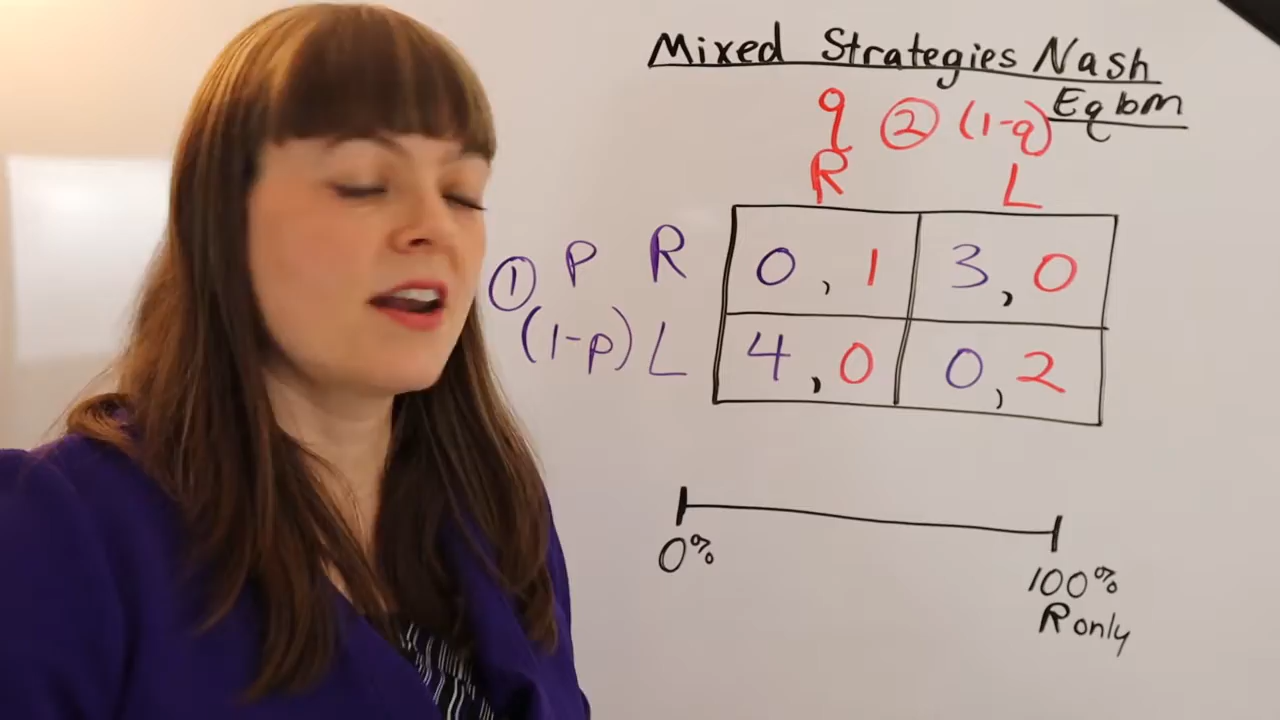 Mixed Strategies Nash
Eqbm
q ② (1-q)
R L
① p R 0, 1 3, 0
(1-p) L 4, 0 0, 2
0%
100%
R only